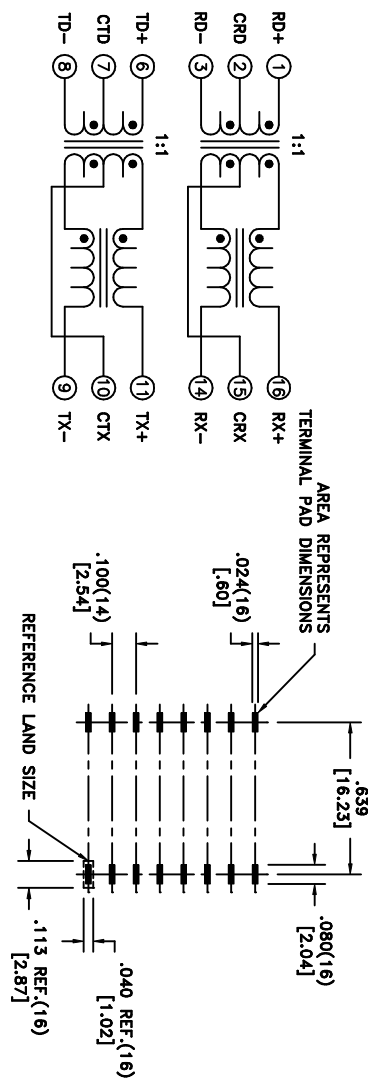 RD+ 1
CRD 2
RD- 3
1:1
16 RX+
15 CRX
14 RX-
TD+ 6
CTD 7
TD- 8
1:1
11 TX+
10 CTX
9 TX-
AREA REPRESENTS
TERMINAL PAD DIMENSIONS
.639
[16.23]
.080(16)
[2.04]
.024(16)
[.60]
.100(14)
[2.54]
REFERENCE LAND SIZE
.040 REF.(16)
[1.02]
.113 REF.(16)
[2.87]